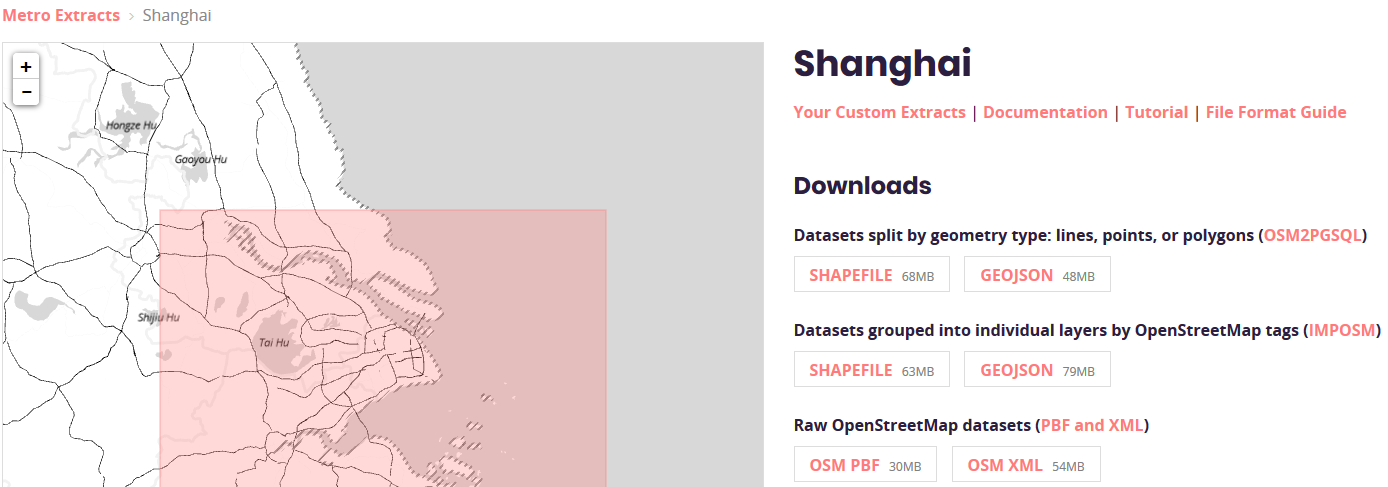 Metro Extracts › Shanghai
+
−
Hongze Hu
Gaoyou Hu
Shijiu Hu
Tai Hu
Shanghai
Your Custom Extracts | Documentation | Tutorial | File Format Guide
Downloads
Datasets split by geometry type: lines, points, or polygons (OSM2PGSQL)
SHAPEFILE 68MB GEOJSON 48MB
Datasets grouped into individual layers by OpenStreetMap tags (IMPOSM)
SHAPEFILE 63MB GEOJSON 79MB
Raw OpenStreetMap datasets (PBF and XML)
OSM PBF 30MB OSM XML 54MB